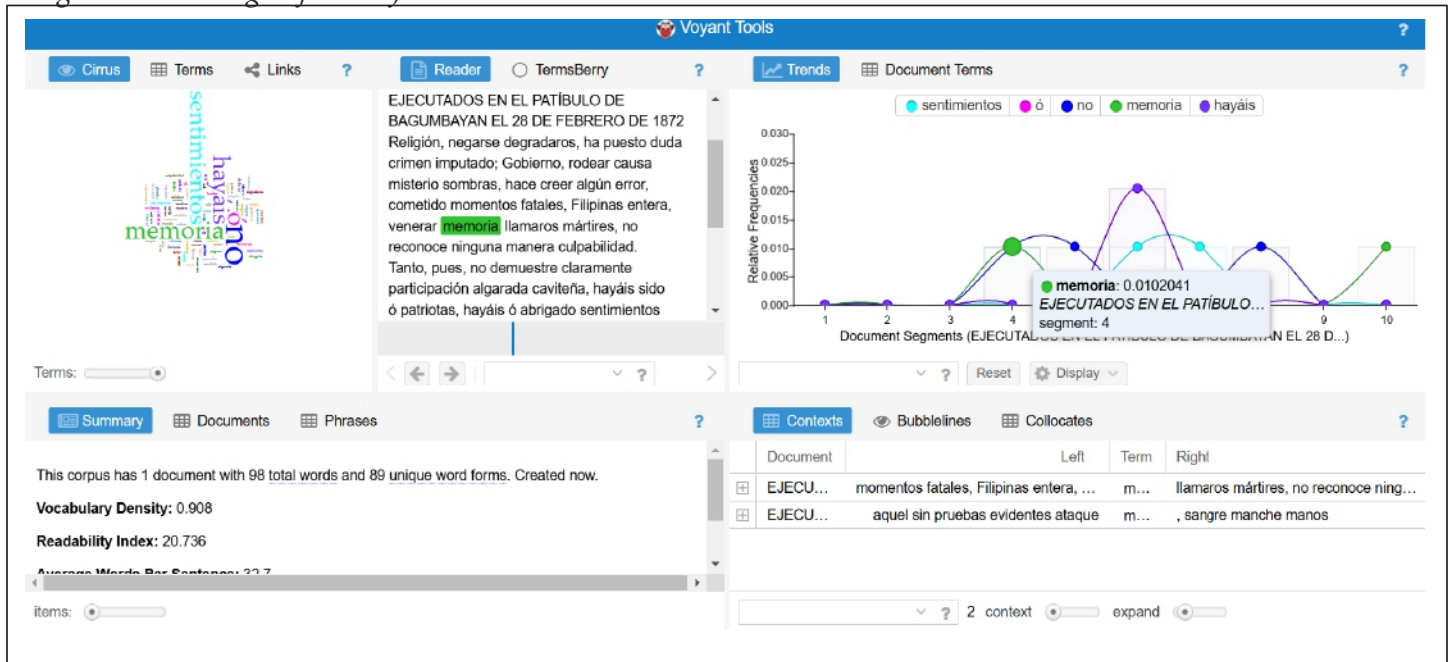 Voyant Tools
?
Cirrus Terms Links ?
sentimientos
hayáis
ó
no
memoria
Terms:
Reader TermsBerry ?
EJECUTADOS EN EL PATÍBULO DE
BAGUMBAYAN EL 28 DE FEBRERO DE 1872
Religión, negarse degradaros, ha puesto duda
crimen imputado; Gobierno, rodear causa
misterio sombras, hace creer algún error,
cometido momentos fatales, Filipinas entera,
venerar memoria llamaros mártires, no
reconoce ninguna manera culpabilidad.
Tanto, pues, no demuestre claramente
participación algarada caviteña, hayáis sido
ó patriotas, hayáis ó abrigado sentimientos
?
Trends Document Terms ?
sentimientos ó no memoria hayáis
Relative Frequencies
0.030
0.025
0.020
0.015
0.010
0.005
0.000
1 2 3 4 9 10
memoria: 0.0102041
EJECUTADOS EN EL PATÍBULO...
segment: 4
Document Segments (EJECUTADOS EN EL PATÍBULO DE BAGUMBAYAN EL 28 D...)
? Reset Display
Summary Documents Phrases ?
This corpus has 1 document with 98 total words and 89 unique word forms. Created now.
Vocabulary Density: 0.908
Readability Index: 20.736
Average Words Per Sentence: 32.7
items:
Contexts Bubblelines Collocates ?
Document Left Term Right
EJECU... momentos fatales, Filipinas entera, ... m... llamaros mártires, no reconoce ning...
EJECU... aquel sin pruebas evidentes ataque m... , sangre manche manos
? 2 context expand